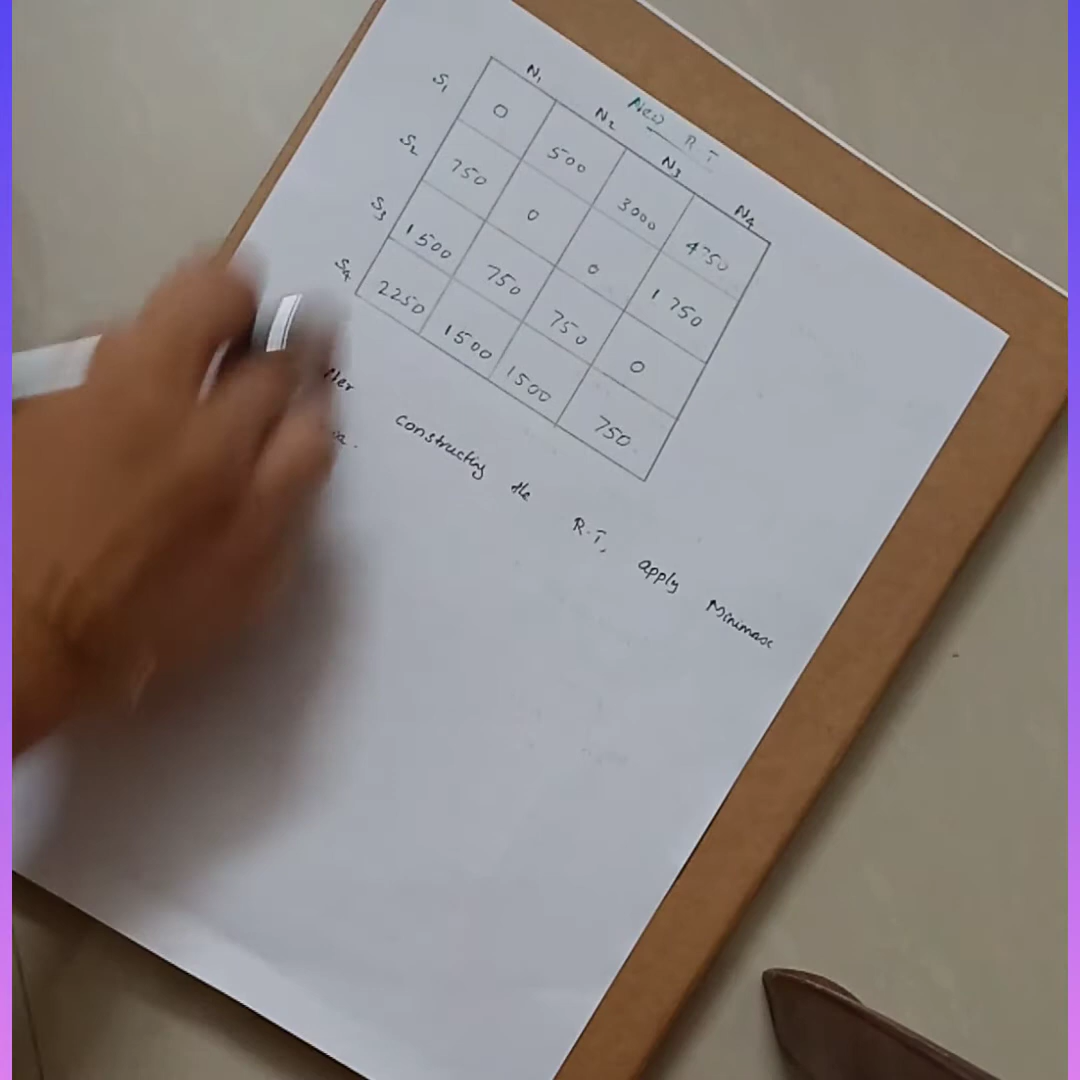 New R T
N1 N2 N3 N4
S1 0 500 3000 4750
S2 750 0 0 1750
S3 1500 750 750 0
S4 2250 1500 1500 750
constructing the R.T, apply Minimax